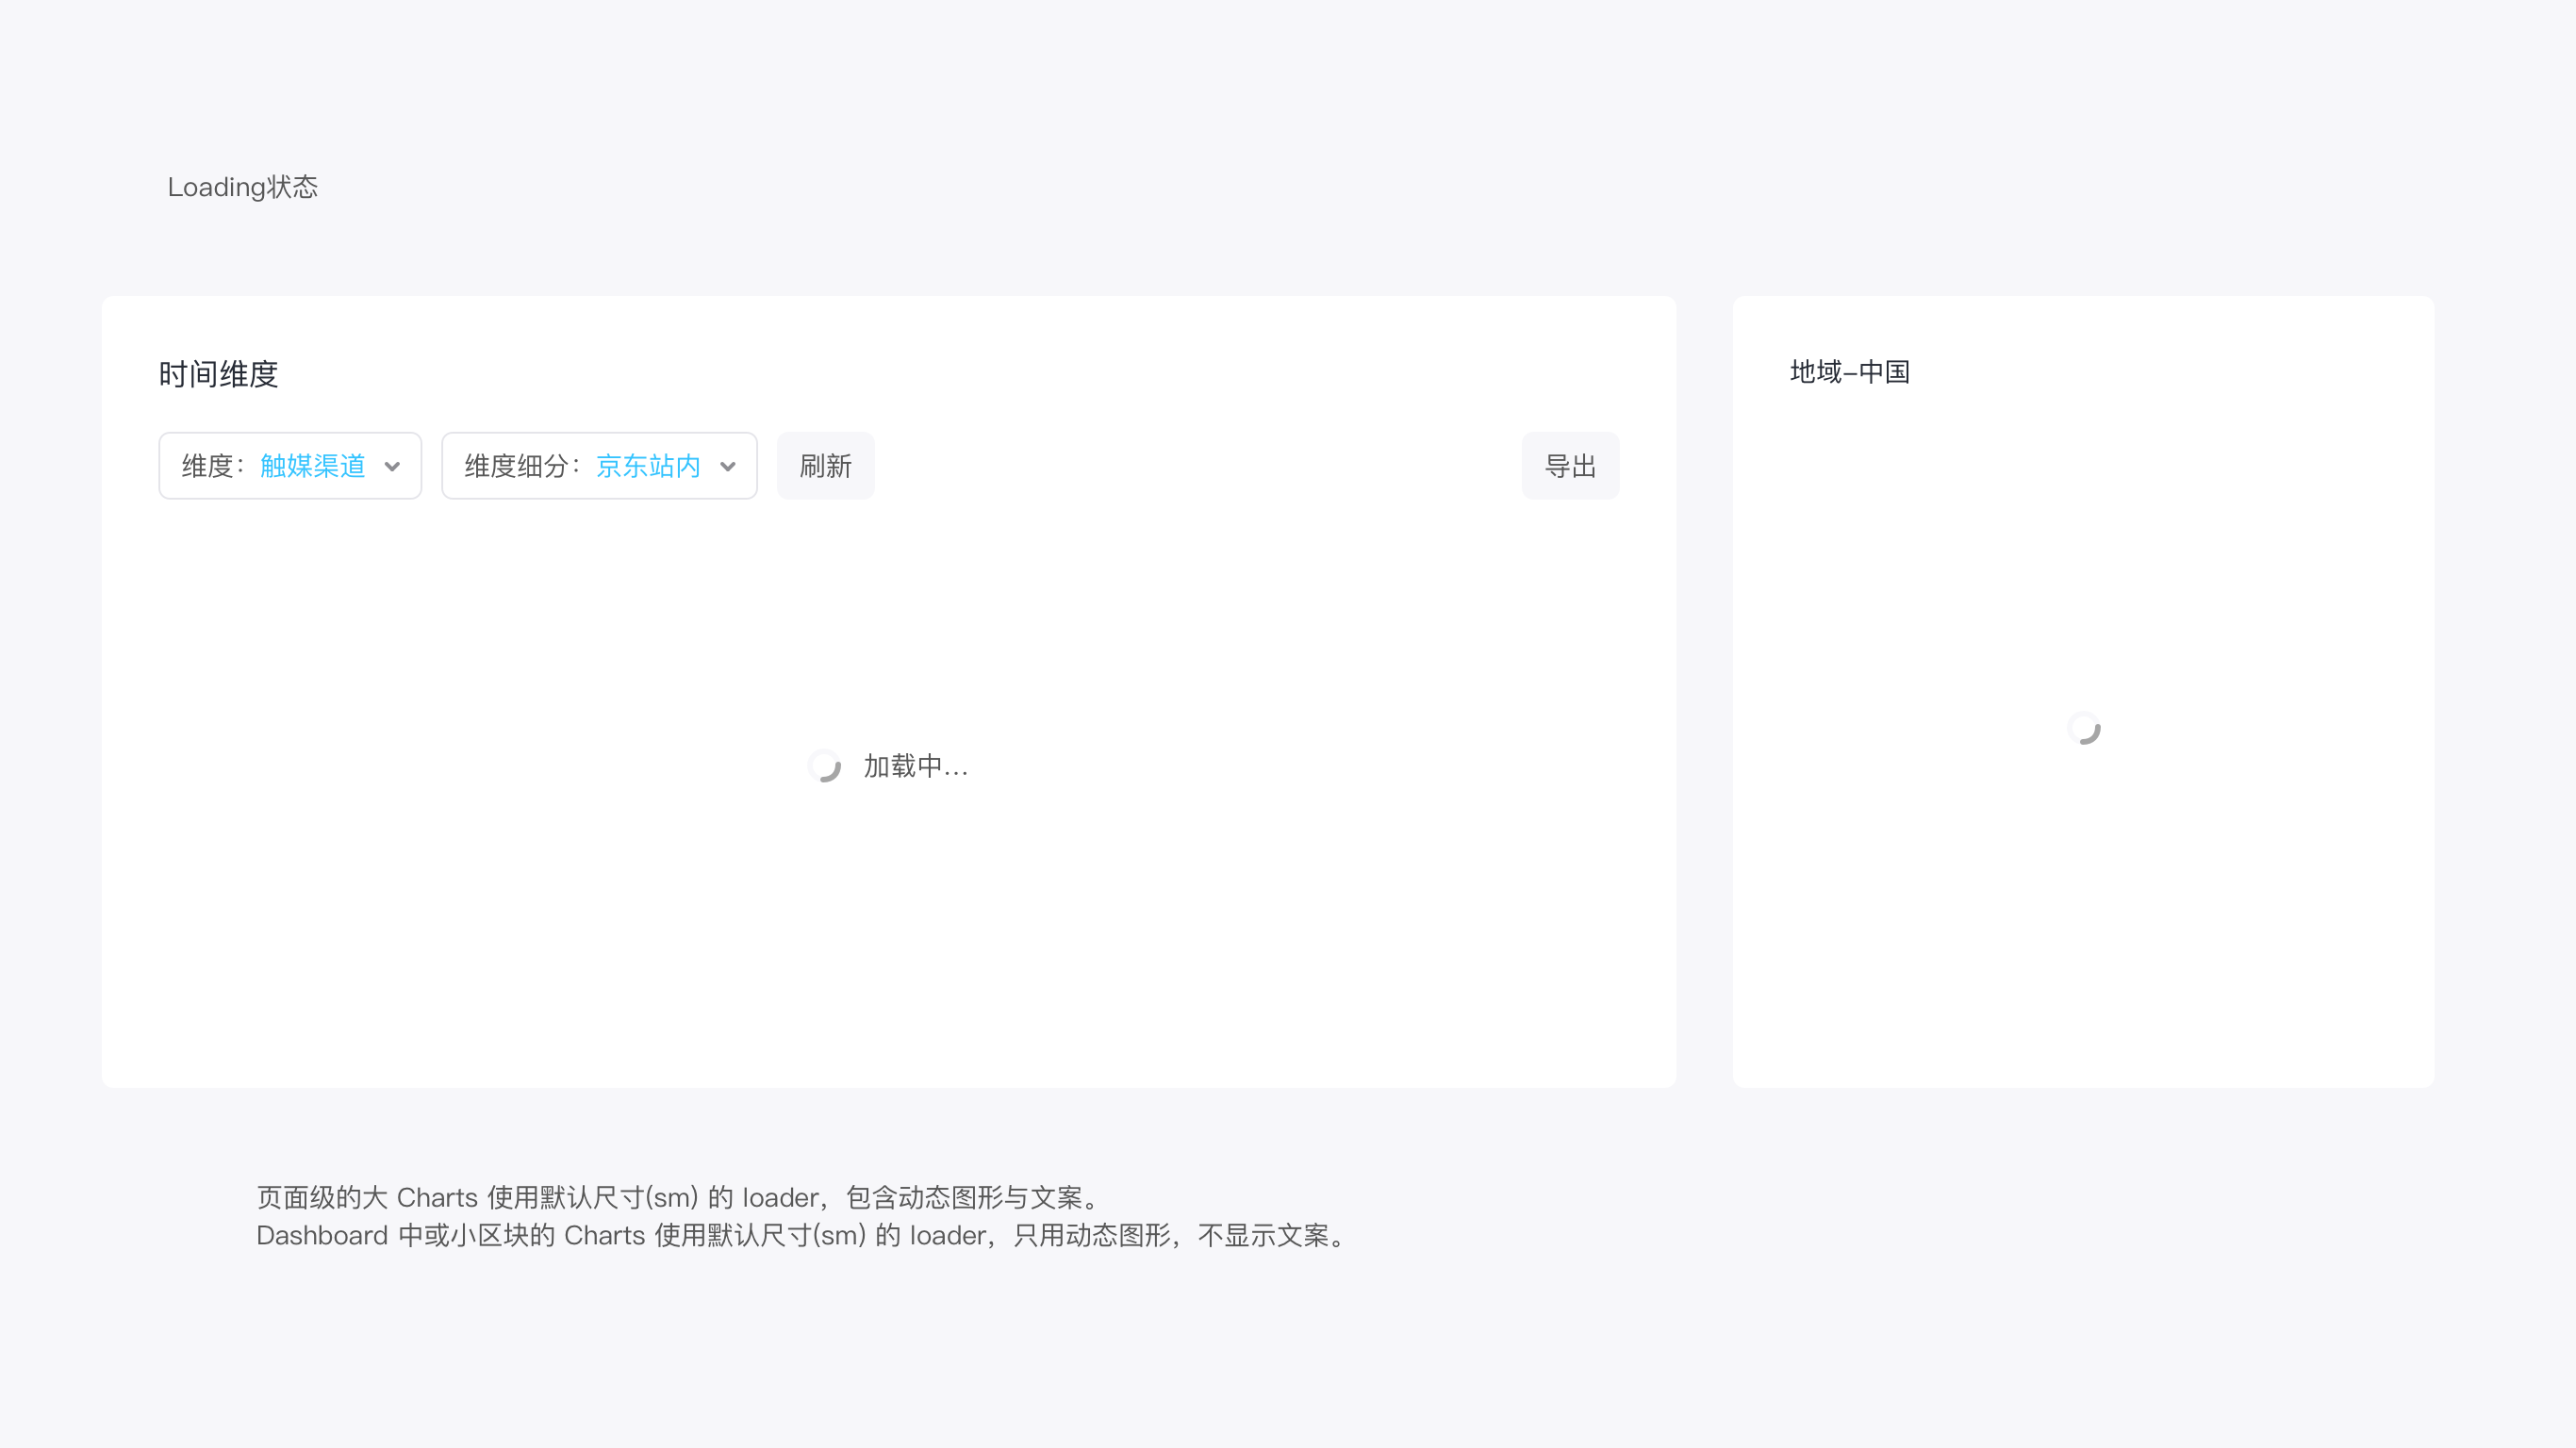 Loading状态
时间维度
维度：触媒渠道
维度细分：京东站内
刷新
导出
加载中...
地域–中国
页面级的大 Charts 使用默认尺寸(sm) 的 loader，包含动态图形与文案。
Dashboard 中或小区块的 Charts 使用默认尺寸(sm) 的 loader，只用动态图形，不显示文案。